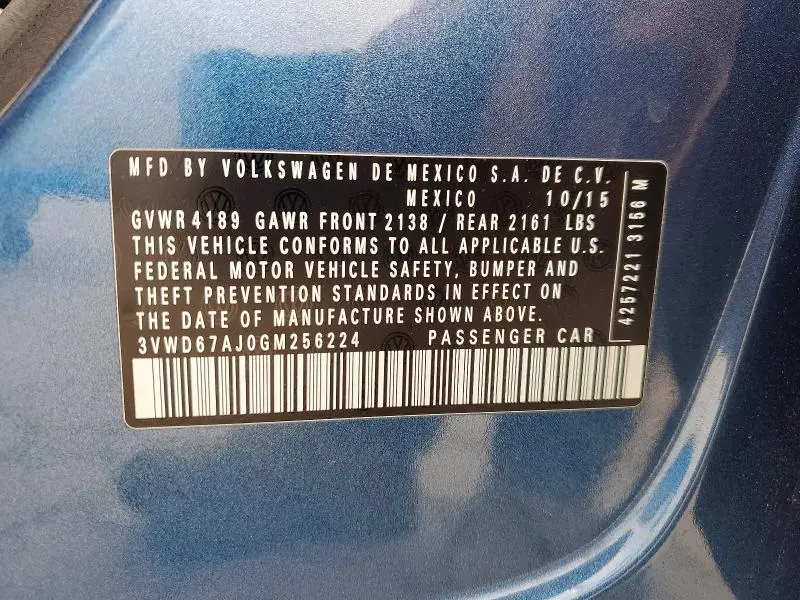 MFD BY VOLKSWAGEN DE MEXICO S.A. DE C.V.
MEXICO 10/15
GVWR 4189 GAWR FRONT 2138 / REAR 2161 LBS
THIS VEHICLE CONFORMS TO ALL APPLICABLE U.S.
FEDERAL MOTOR VEHICLE SAFETY, BUMPER AND
THEFT PREVENTION STANDARDS IN EFFECT ON
THE DATE OF MANUFACTURE SHOWN ABOVE.
3VWD67AJ0GM256224 PASSENGER CAR
4257221 3156 M